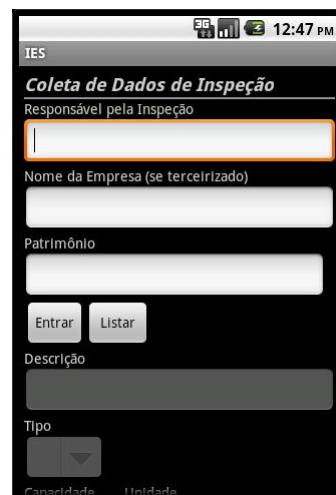 3G 12:47 PM
IES
Coleta de Dados de Inspeção
Responsável pela Inspeção
Nome da Empresa (se terceirizado)
Patrimônio
Entrar Listar
Descrição
Tipo
Capacidade Unidade